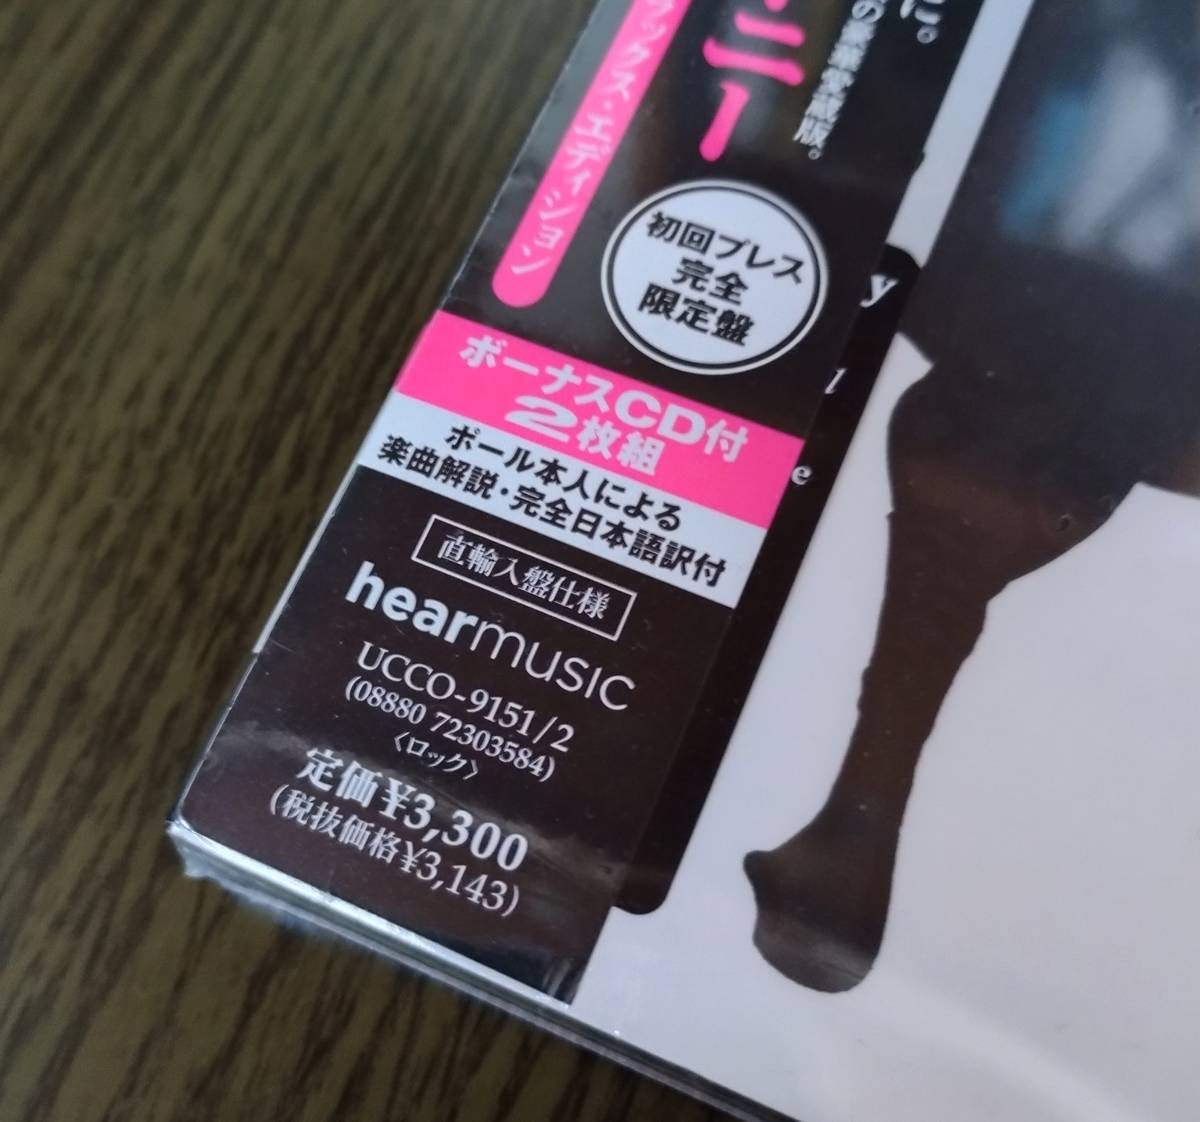 に。
の豪華愛蔵版。
ニー
ラックス・エディション
初回プレス
完全
限定盤
ボーナスCD付
2枚組
ポール本人による
楽曲解説・完全日本語訳付
直輸入盤仕様
hearmusic
UCCO-9151/2
(08880 72303584)
〈ロック〉
定価¥3,300
(税抜価格¥3,143)
y
l
e